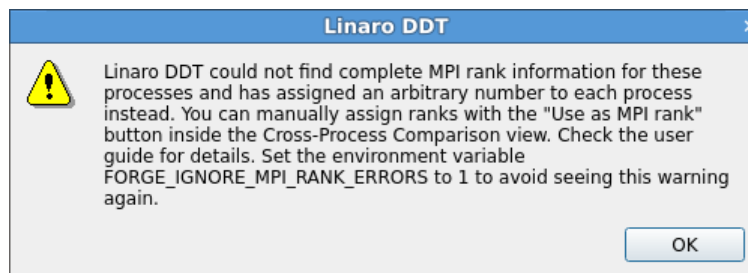 Linaro DDT
Linaro DDT could not find complete MPI rank information for these
processes and has assigned an arbitrary number to each process
instead. You can manually assign ranks with the "Use as MPI rank"
button inside the Cross-Process Comparison view. Check the user
guide for details. Set the environment variable
FORGE_IGNORE_MPI_RANK_ERRORS to 1 to avoid seeing this warning
again.
OK